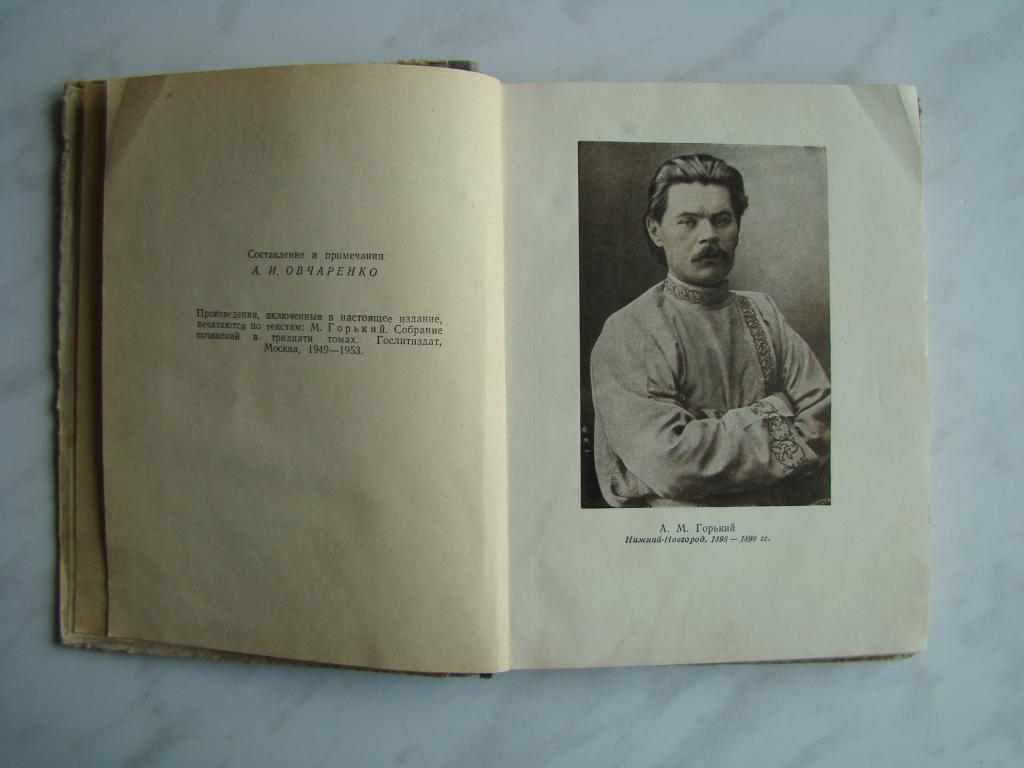 Составление и примечания
А. И. ОВЧАРЕНКО
Произведения, включенные в настоящее издание,
печатаются по текстам: М. Горький. Собрание
сочинений в тридцати томах. Гослитиздат,
Москва, 1949—1953.
А. М. Горький
Нижний-Новгород. 1898 — 1899 гг.